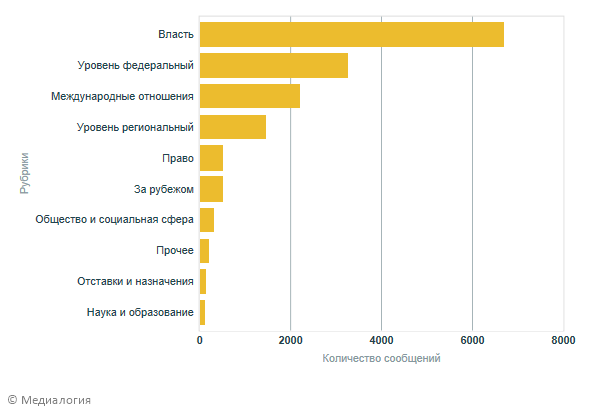 Власть
Уровень федеральный
Международные отношения
Уровень региональный
Право
За рубежом
Общество и социальная сфера
Прочее
Отставки и назначения
Наука и образование
Рубрики
0 2000 4000 6000 8000
Количество сообщений
© Медиалогия